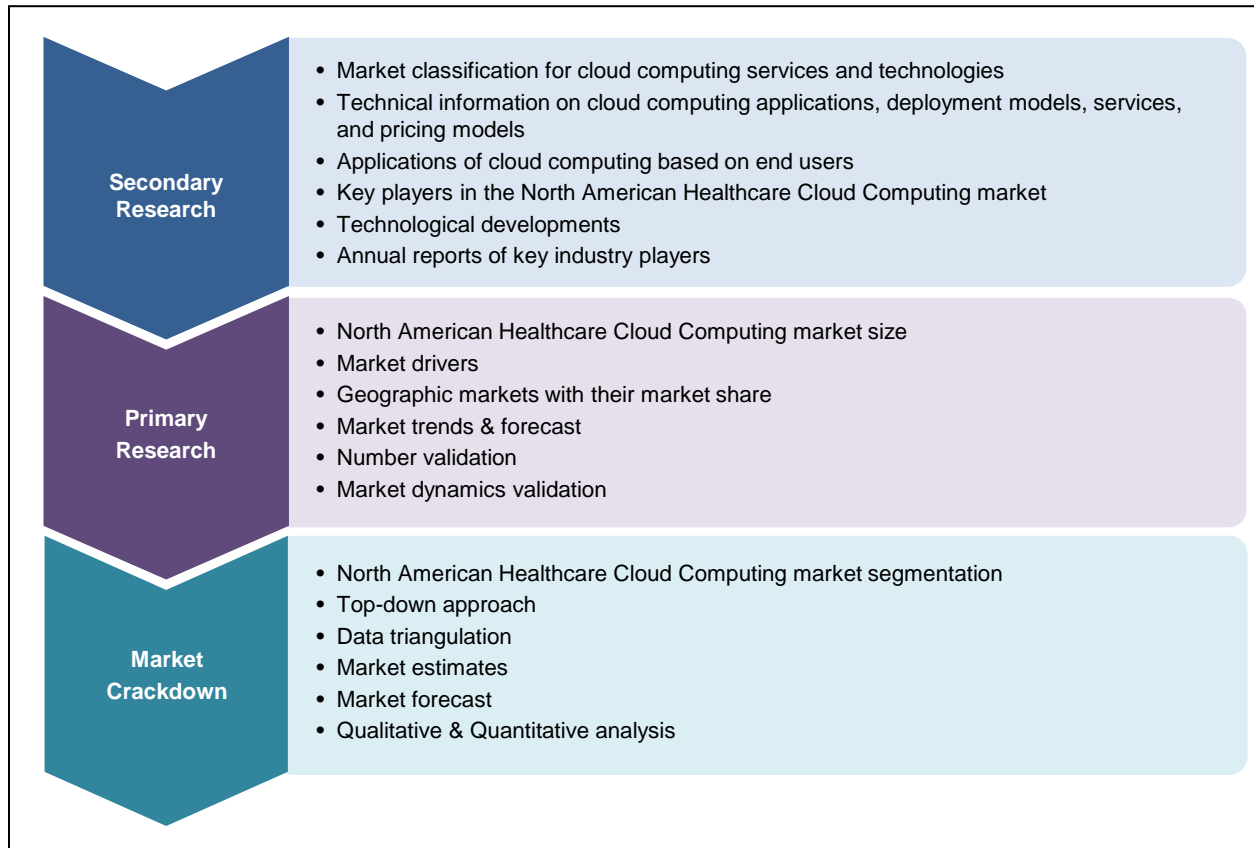 Secondary
Research
• Market classification for cloud computing services and technologies
• Technical information on cloud computing applications, deployment models, services,
and pricing models
• Applications of cloud computing based on end users
• Key players in the North American Healthcare Cloud Computing market
• Technological developments
• Annual reports of key industry players
Primary
Research
• North American Healthcare Cloud Computing market size
• Market drivers
• Geographic markets with their market share
• Market trends & forecast
• Number validation
• Market dynamics validation
Market
Crackdown
• North American Healthcare Cloud Computing market segmentation
• Top-down approach
• Data triangulation
• Market estimates
• Market forecast
• Qualitative & Quantitative analysis